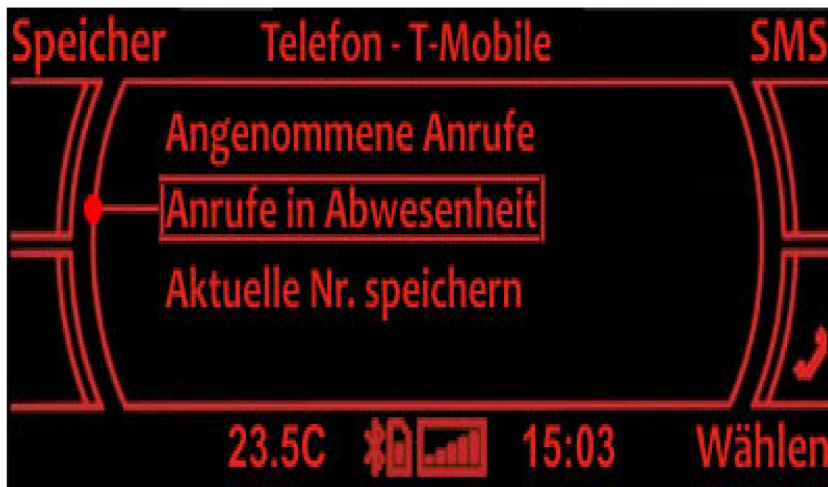 Speicher Telefon - T-Mobile SMS
Angenommene Anrufe
Anrufe in Abwesenheit
Aktuelle Nr. speichern
23.5C 15:03 Wählen